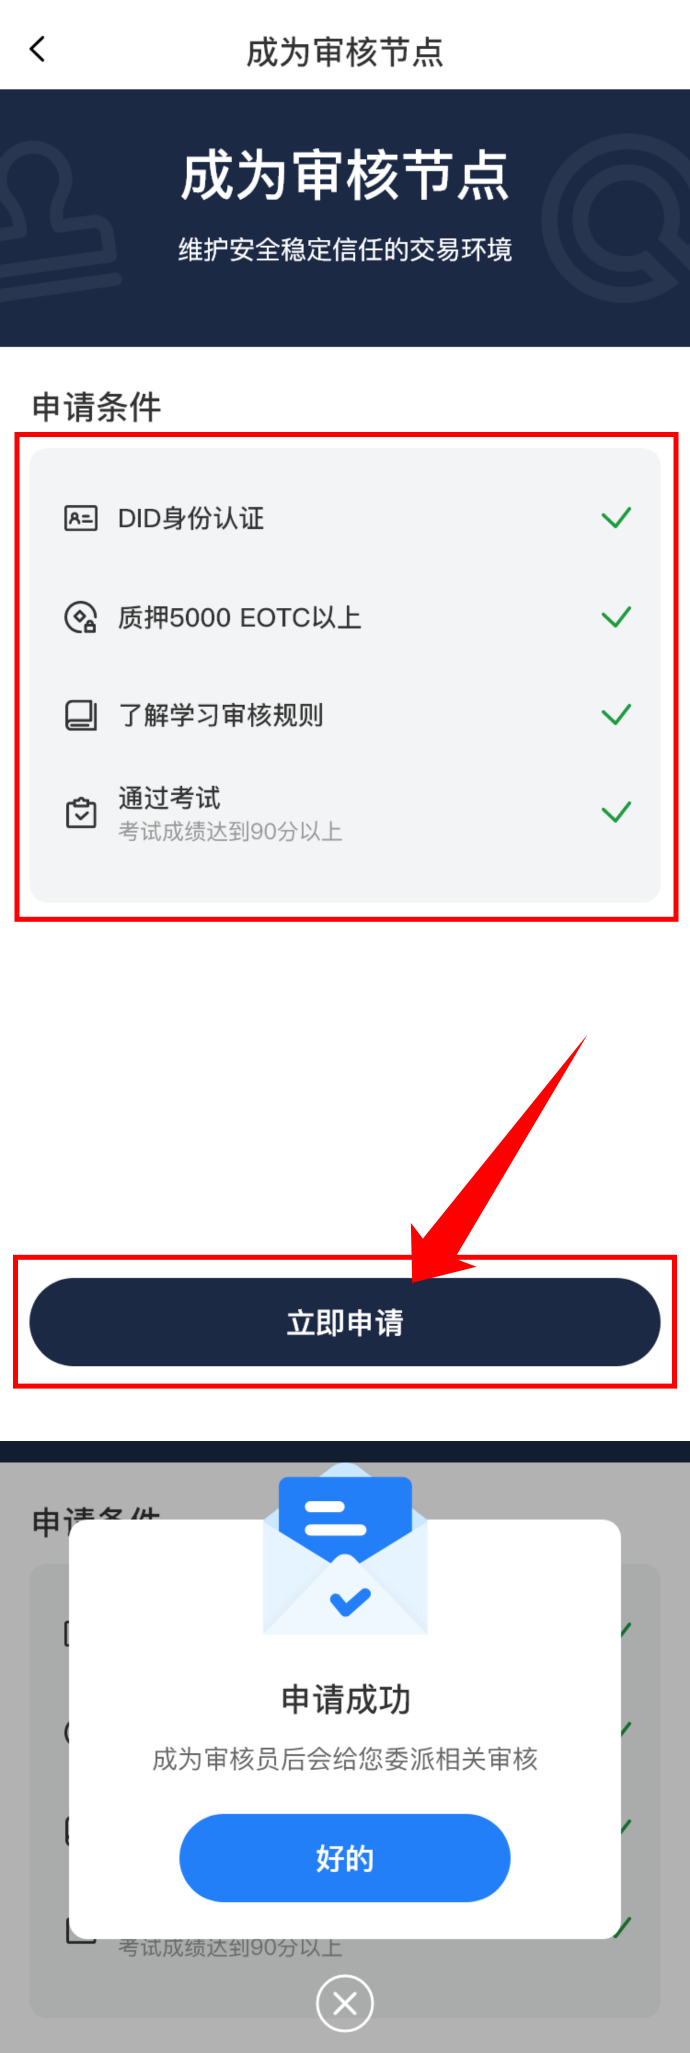 成为审核节点
成为审核节点
维护安全稳定信任的交易环境
申请条件
DID身份认证
质押5000 EOTC以上
了解学习审核规则
通过考试
考试成绩达到90分以上
立即申请
申请条件
申请成功
成为审核员后会给您委派相关审核
好的
考试成绩达到90分以上